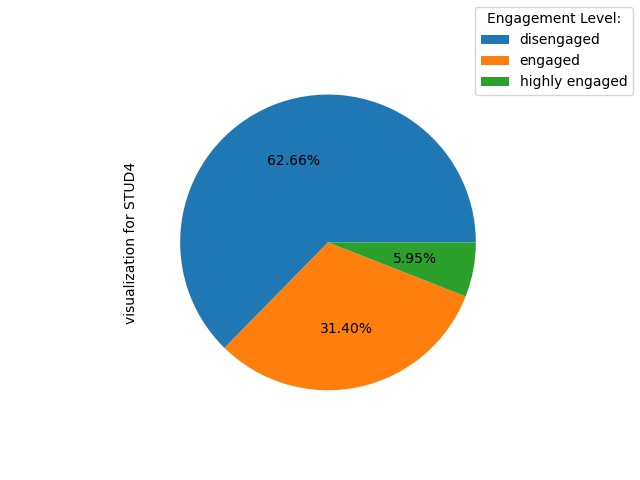 Engagement Level:
disengaged
engaged
highly engaged
62.66%
5.95%
31.40%
visualization for STUD4